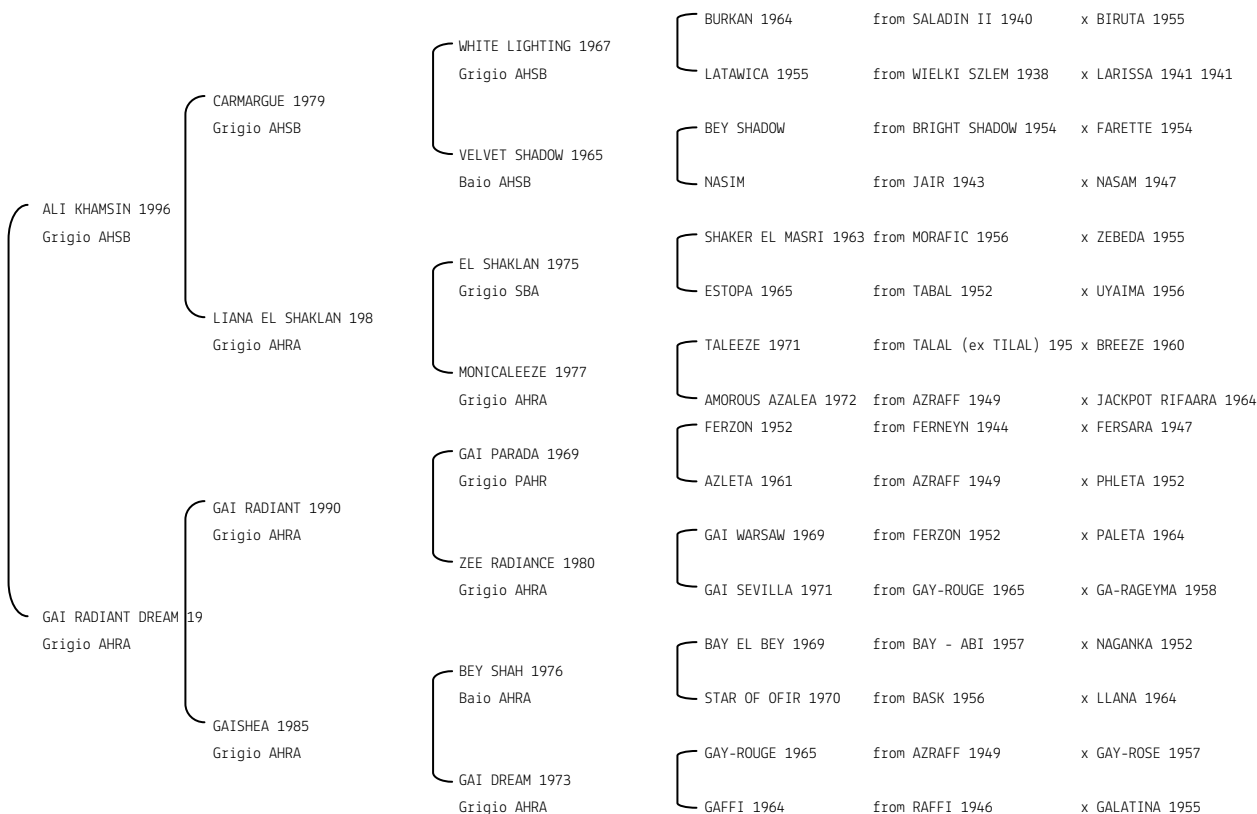 BURKAN 1964 from SALADIN II 1940 x BIRUTA 1955
WHITE LIGHTING 1967
Grigio AHSB
LATAWICA 1955 from WIELKI SZLEM 1938 x LARISSA 1941 1941
CARMARGUE 1979
Grigio AHSB
BEY SHADOW from BRIGHT SHADOW 1954 x FARETTE 1954
VELVET SHADOW 1965
Baio AHSB
NASIM from JAIR 1943 x NASAM 1947
ALI KHAMSIN 1996
Grigio AHSB
SHAKER EL MASRI 1963 from MORAFIC 1956 x ZEBEDA 1955
EL SHAKLAN 1975
Grigio SBA
ESTOPA 1965 from TABAL 1952 x UYAIMA 1956
LIANA EL SHAKLAN 198
Grigio AHRA
TALEEZE 1971 from TALAL (ex TILAL) 195 x BREEZE 1960
MONICALEEZE 1977
Grigio AHRA
AMOROUS AZALEA 1972 from AZRAFF 1949 x JACKPOT RIFAARA 1964
FERZON 1952 from FERNEYN 1944 x FERSARA 1947
GAI PARADA 1969
Grigio PAHR
AZLETA 1961 from AZRAFF 1949 x PHLETA 1952
GAI RADIANT 1990
Grigio AHRA
GAI WARSAW 1969 from FERZON 1952 x PALETA 1964
ZEE RADIANCE 1980
Grigio AHRA
GAI SEVILLA 1971 from GAY-ROUGE 1965 x GA-RAGEYMA 1958
GAI RADIANT DREAM 19
Grigio AHRA
BAY EL BEY 1969 from BAY - ABI 1957 x NAGANKA 1952
BEY SHAH 1976
Baio AHRA
STAR OF OFIR 1970 from BASK 1956 x LLANA 1964
GAISHEA 1985
Grigio AHRA
GAY-ROUGE 1965 from AZRAFF 1949 x GAY-ROSE 1957
GAI DREAM 1973
Grigio AHRA
GAFFI 1964 from RAFFI 1946 x GALATINA 1955